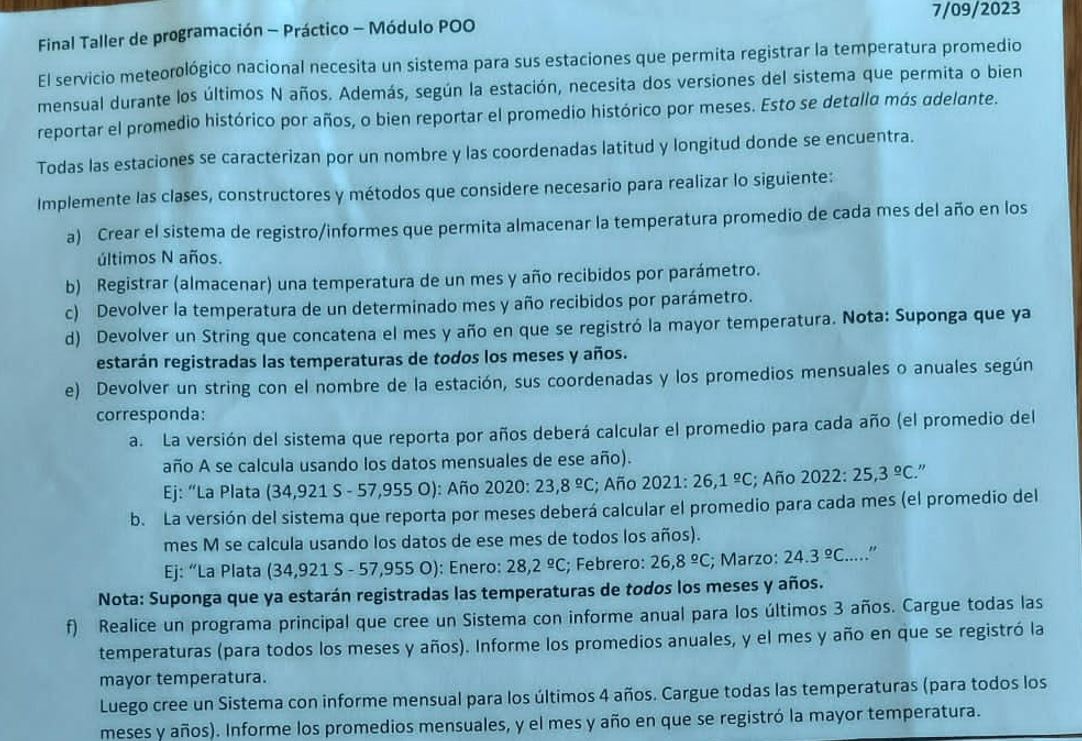 7/09/2023
Final Taller de programación – Práctico – Módulo POO
El servicio meteorológico nacional necesita un sistema para sus estaciones que permita registrar la temperatura promedio
mensual durante los últimos N años. Además, según la estación, necesita dos versiones del sistema que permita o bien
reportar el promedio histórico por años, o bien reportar el promedio histórico por meses. Esto se detalla más adelante.
Todas las estaciones se caracterizan por un nombre y las coordenadas latitud y longitud donde se encuentra.
Implemente las clases, constructores y métodos que considere necesario para realizar lo siguiente:
a) Crear el sistema de registro/informes que permita almacenar la temperatura promedio de cada mes del año en los
últimos N años.
b) Registrar (almacenar) una temperatura de un mes y año recibidos por parámetro.
c) Devolver la temperatura de un determinado mes y año recibidos por parámetro.
d) Devolver un String que concatena el mes y año en que se registró la mayor temperatura. Nota: Suponga que ya
estarán registradas las temperaturas de todos los meses y años.
e) Devolver un string con el nombre de la estación, sus coordenadas y los promedios mensuales o anuales según
corresponda:
a. La versión del sistema que reporta por años deberá calcular el promedio para cada año (el promedio del
año A se calcula usando los datos mensuales de ese año).
Ej: “La Plata (34,921 S - 57,955 O): Año 2020: 23,8 ºC; Año 2021: 26,1 ºC; Año 2022: 25,3 ºC.”
b. La versión del sistema que reporta por meses deberá calcular el promedio para cada mes (el promedio del
mes M se calcula usando los datos de ese mes de todos los años).
Ej: “La Plata (34,921 S - 57,955 O): Enero: 28,2 ºC; Febrero: 26,8 ºC; Marzo: 24.3 ºC.....”
Nota: Suponga que ya estarán registradas las temperaturas de todos los meses y años.
f) Realice un programa principal que cree un Sistema con informe anual para los últimos 3 años. Cargue todas las
temperaturas (para todos los meses y años). Informe los promedios anuales, y el mes y año en que se registró la
mayor temperatura.
Luego cree un Sistema con informe mensual para los últimos 4 años. Cargue todas las temperaturas (para todos los
meses y años). Informe los promedios mensuales, y el mes y año en que se registró la mayor temperatura.